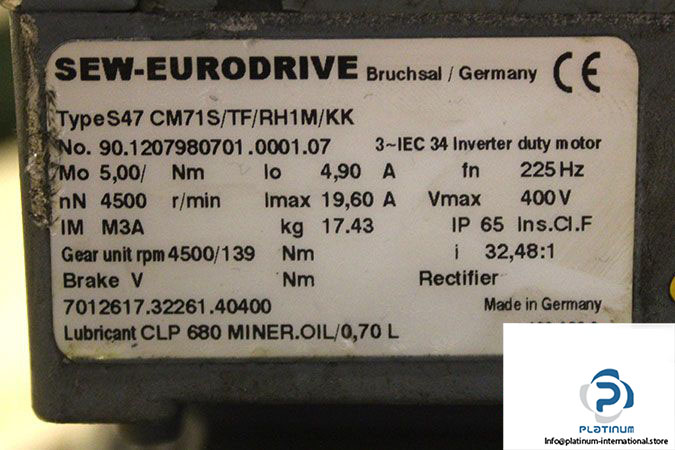 SEW-EURODRIVE Bruchsal / Germany CE
Type S47 CM71S/TF/RH1M/KK
No. 90.1207980701.0001.07 3~IEC 34 Inverter duty motor
Mo 5,00/ Nm Io 4,90 A fn 225 Hz
nN 4500 r/min Imax 19,60 A Vmax 400 V
IM M3A kg 17.43 IP 65 Ins.Cl.F
Gear unit rpm 4500/139 Nm i 32,48:1
Brake V Nm Rectifier
7012617.32261.40400 Made in Germany
Lubricant CLP 680 MINER.OIL/0,70 L
PLATINUM
Info@platinum-international.store